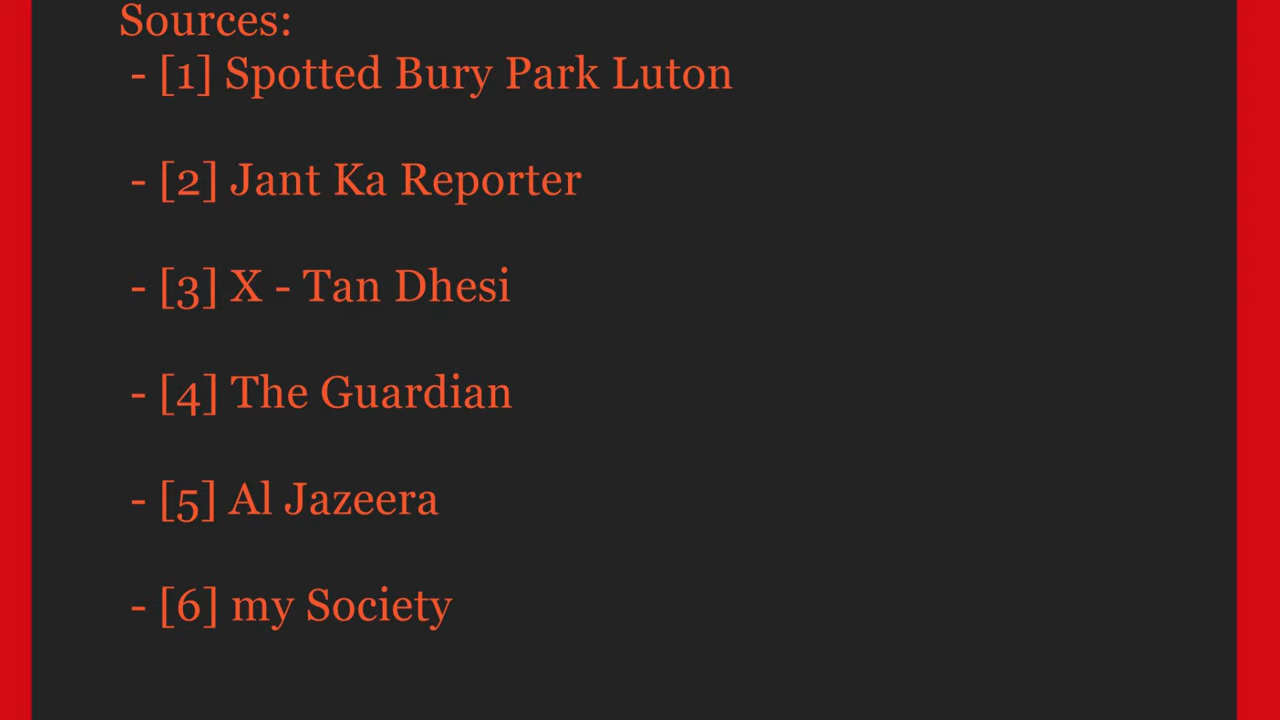 Sources:
- [1] Spotted Bury Park Luton
- [2] Jant Ka Reporter
- [3] X - Tan Dhesi
- [4] The Guardian
- [5] Al Jazeera
- [6] my Society